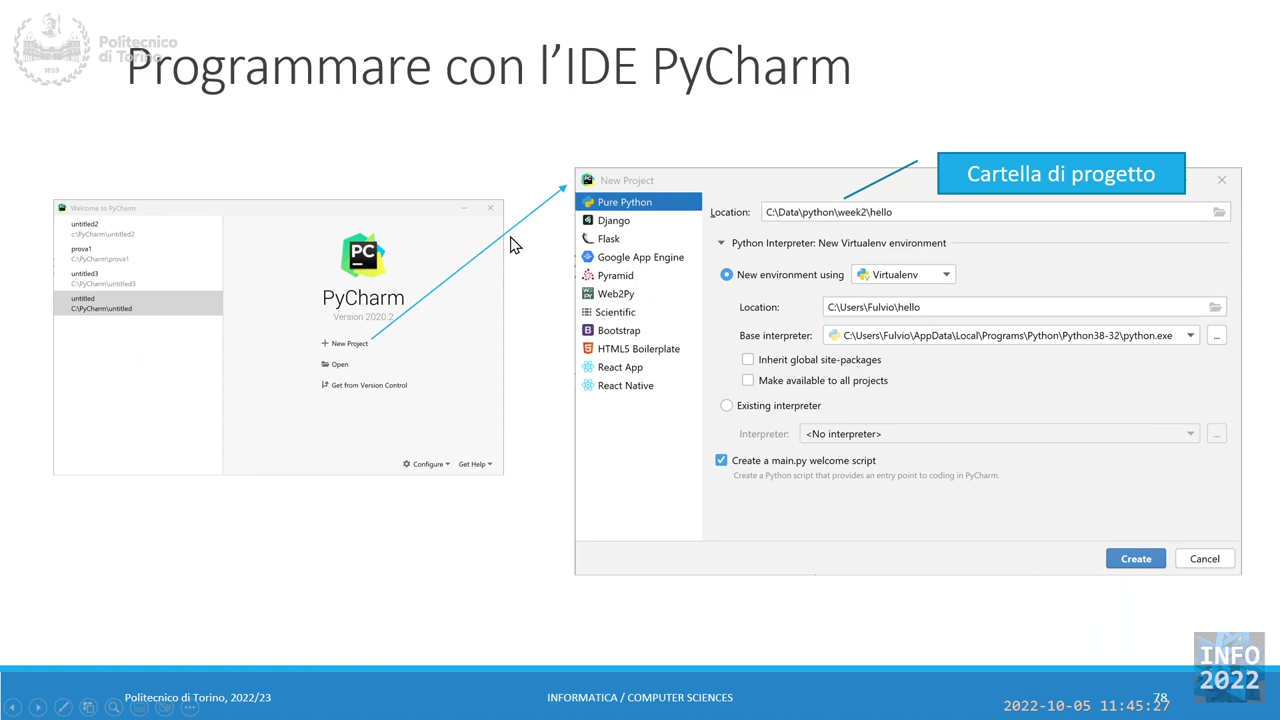 Politecnico
di Torino
1859
Programmare con l'IDE PyCharm
Welcome to PyCharm
untitled2
c:\PyCharm\untitled2
prova1
C:\PyCharm\prova1
untitled3
C:\PyCharm\untitled3
untitled
C:\PyCharm\untitled
PC
PyCharm
Version 2020.2
New Project
Open
Get from Version Control
Configure
Get Help
Cartella di progetto
New Project
Pure Python
Django
Flask
Google App Engine
Pyramid
Web2Py
Scientific
Bootstrap
HTML5 Boilerplate
React App
React Native
Location: C:\Data\python\week2\hello
Python Interpreter: New Virtualenv environment
New environment using Virtualenv
Location: C:\Users\Fulvio\hello
Base interpreter: C:\Users\Fulvio\AppData\Local\Programs\Python\Python38-32\python.exe ...
Inherit global site-packages
Make available to all projects
Existing interpreter
Interpreter: <No interpreter> ...
Create a main.py welcome script
Create a Python script that provides an entry point to coding in PyCharm.
Create
Cancel
INFO
2022
Politecnico di Torino, 2022/23
INFORMATICA / COMPUTER SCIENCES
78
2022-10-05 11:45:27